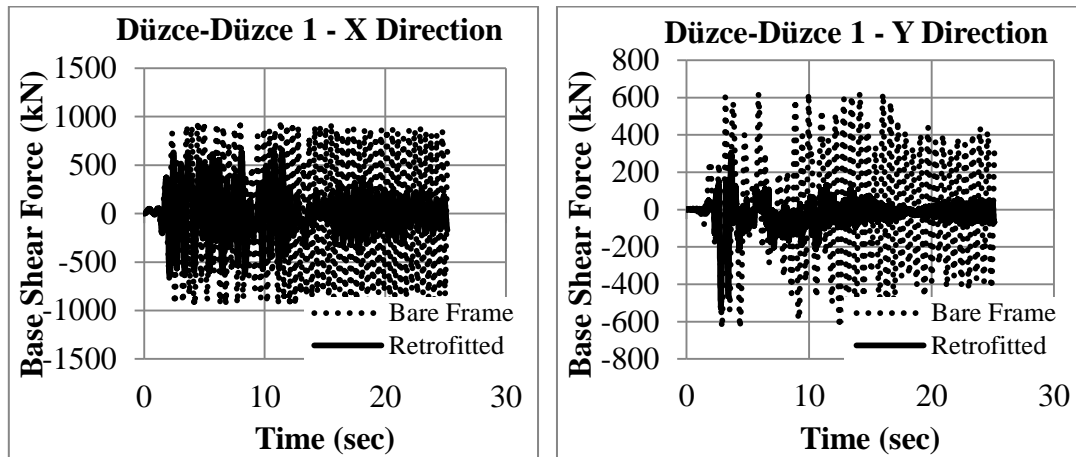 Düzce-Düzce 1 - X Direction
Base Shear Force (kN)
1500
1000
500
0
-500
-1000
-1500
Bare Frame
Retrofitted
0 10 20 30
Time (sec)
Düzce-Düzce 1 - Y Direction
Base Shear Force (kN)
800
600
400
200
0
-200
-400
-600
-800
Bare Frame
Retrofitted
0 10 20 30
Time (sec)